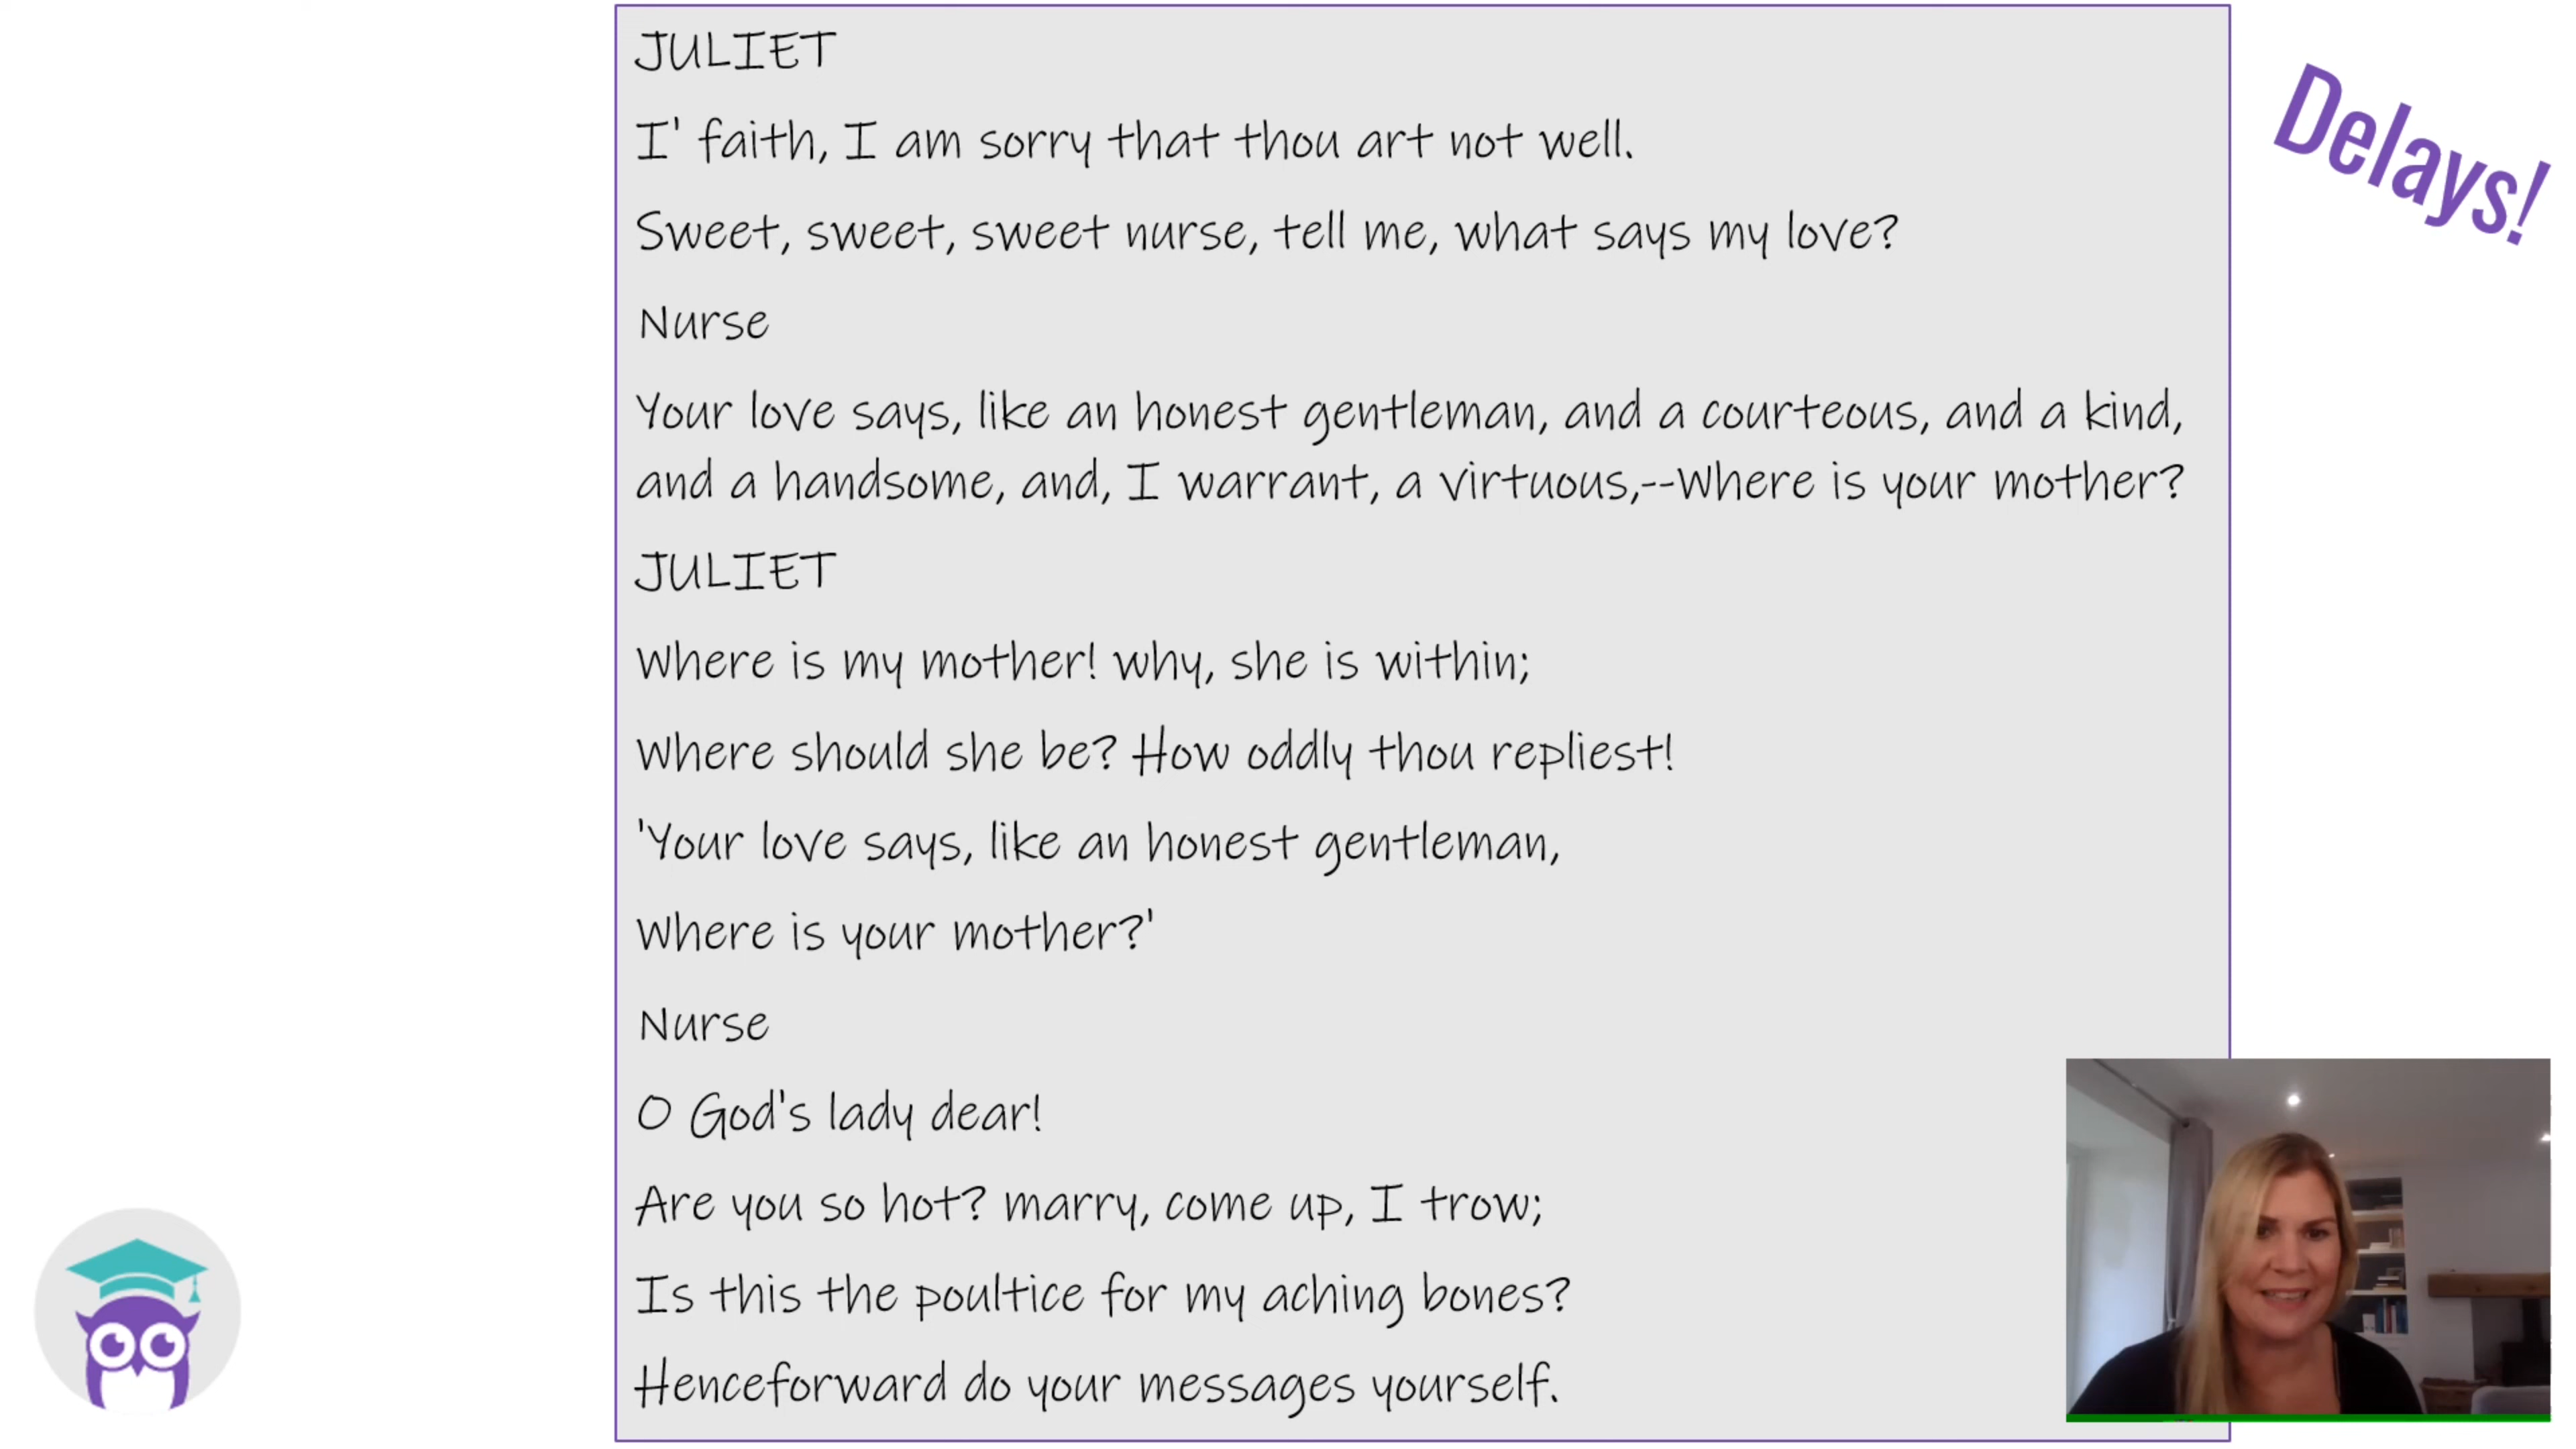 JULIET
I' faith, I am sorry that thou art not well.
Sweet, sweet, sweet nurse, tell me, what says my love?
Nurse
Your love says, like an honest gentleman, and a courteous, and a kind,
and a handsome, and, I warrant, a virtuous,--Where is your mother?
JULIET
Where is my mother! why, she is within;
Where should she be? How oddly thou repliest!
'Your love says, like an honest gentleman,
Where is your mother?'
Nurse
O God's lady dear!
Are you so hot? marry, come up, I trow;
Is this the poultice for my aching bones?
Henceforward do your messages yourself.
Delays!